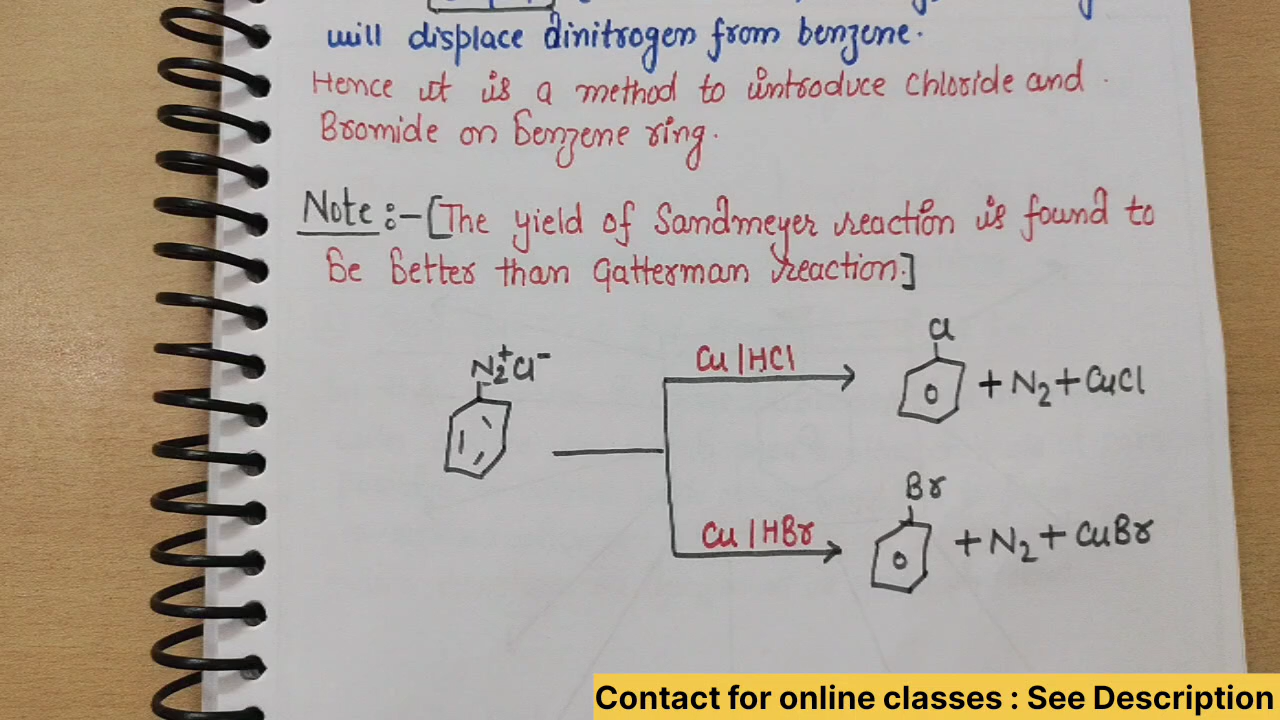 will displace dinitrogen from benzene.
Hence it is a method to introduce chloride and
Bromide on benzene ring.
Note :- [The yield of Sandmeyer reaction is found to
be better than Gatterman reaction.]
N₂⁺Cl⁻
Cu | HCl
Cl
+ N₂ + CuCl
Cu | HBr
Br
+ N₂ + CuBr
Contact for online classes : See Description